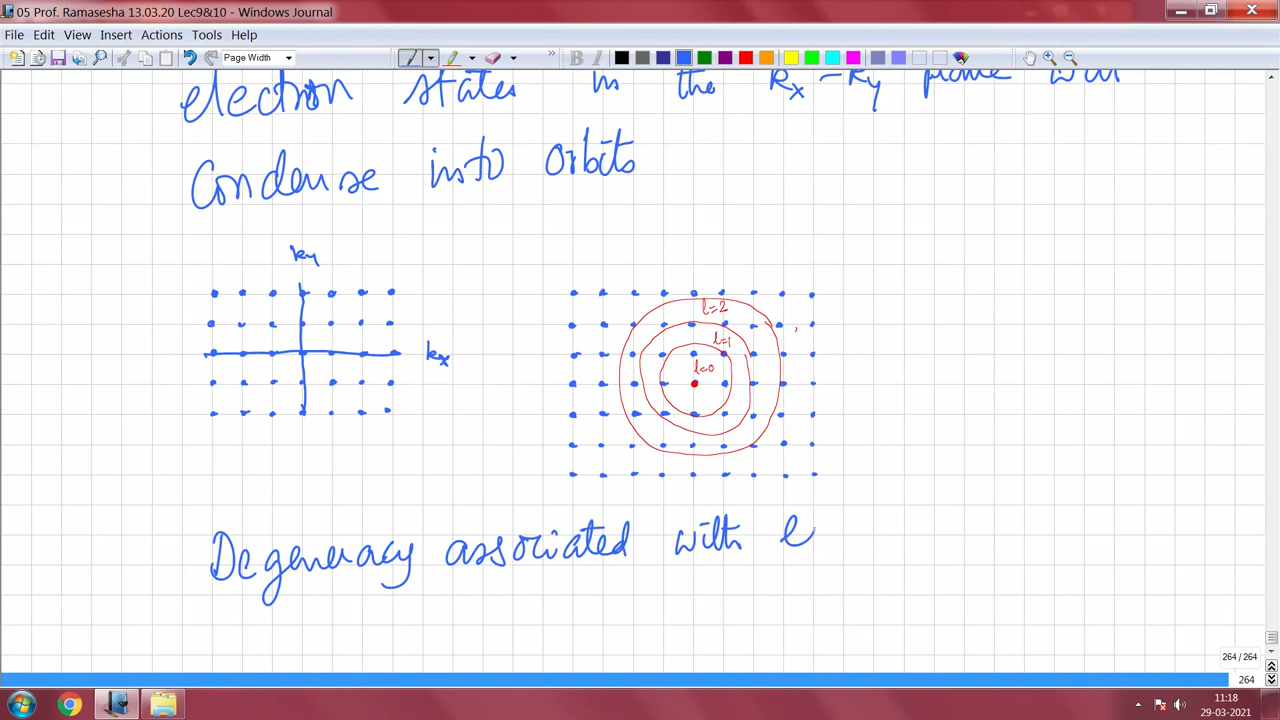 05 Prof. Ramasesha 13.03.20 Lec9&10 - Windows Journal
File Edit View Insert Actions Tools Help
Page Width
electron states in the kx - ky plane will
Condense into orbits
ky
kx
l=2
l=1
l=0
Degeneracy associated with l
264 / 264
264
11:18
29-03-2021